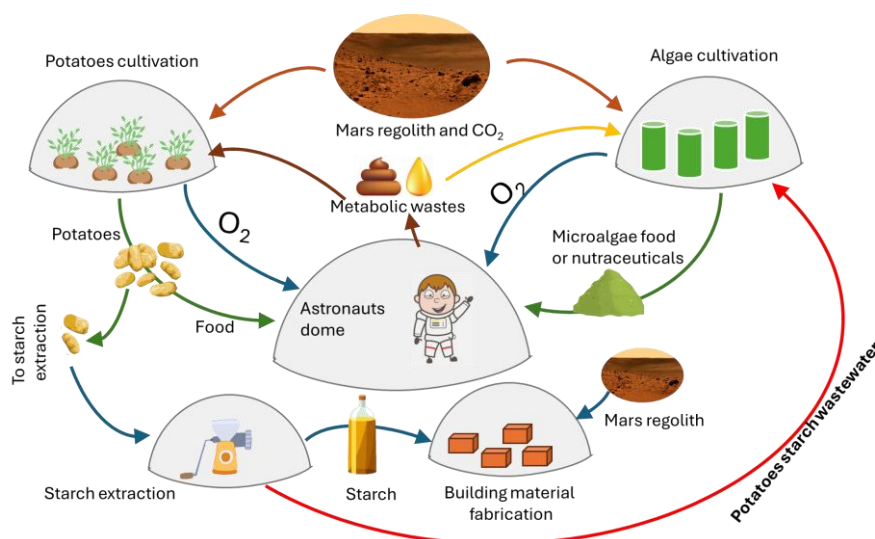 Potatoes cultivation
Algae cultivation
Mars regolith and CO₂
Metabolic wastes
O₂
O₂
Potatoes
Microalgae food
or nutraceuticals
Astronauts
dome
Food
To starch
extraction
Mars regolith
Potatoes starch wastewater
Starch extraction
Starch
Building material
fabrication